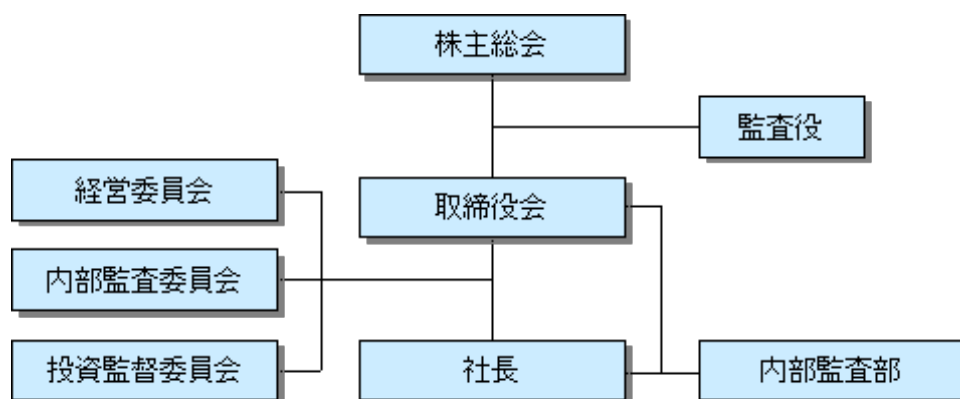 株主総会
監査役
経営委員会
取締役会
内部監査委員会
投資監督委員会
社長
内部監査部